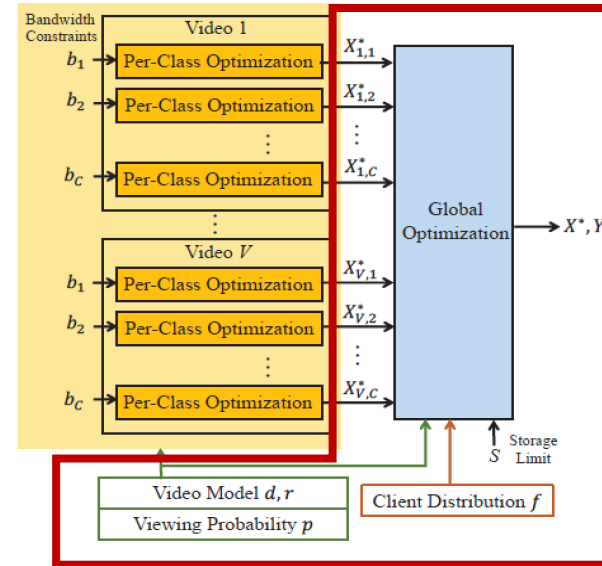 Bandwidth
Constraints
Video 1
b₁
Per-Class Optimization
X*₁,₁
b₂
Per-Class Optimization
X*₁,₂
⋮
⋮
b_C
Per-Class Optimization
X*₁,C
⋮
Video V
b₁
Per-Class Optimization
X*V,₁
b₂
Per-Class Optimization
X*V,₂
⋮
⋮
b_C
Per-Class Optimization
X*V,C
Global
Optimization
X*, Y
S
Storage
Limit
Video Model d, r
Viewing Probability p
Client Distribution f